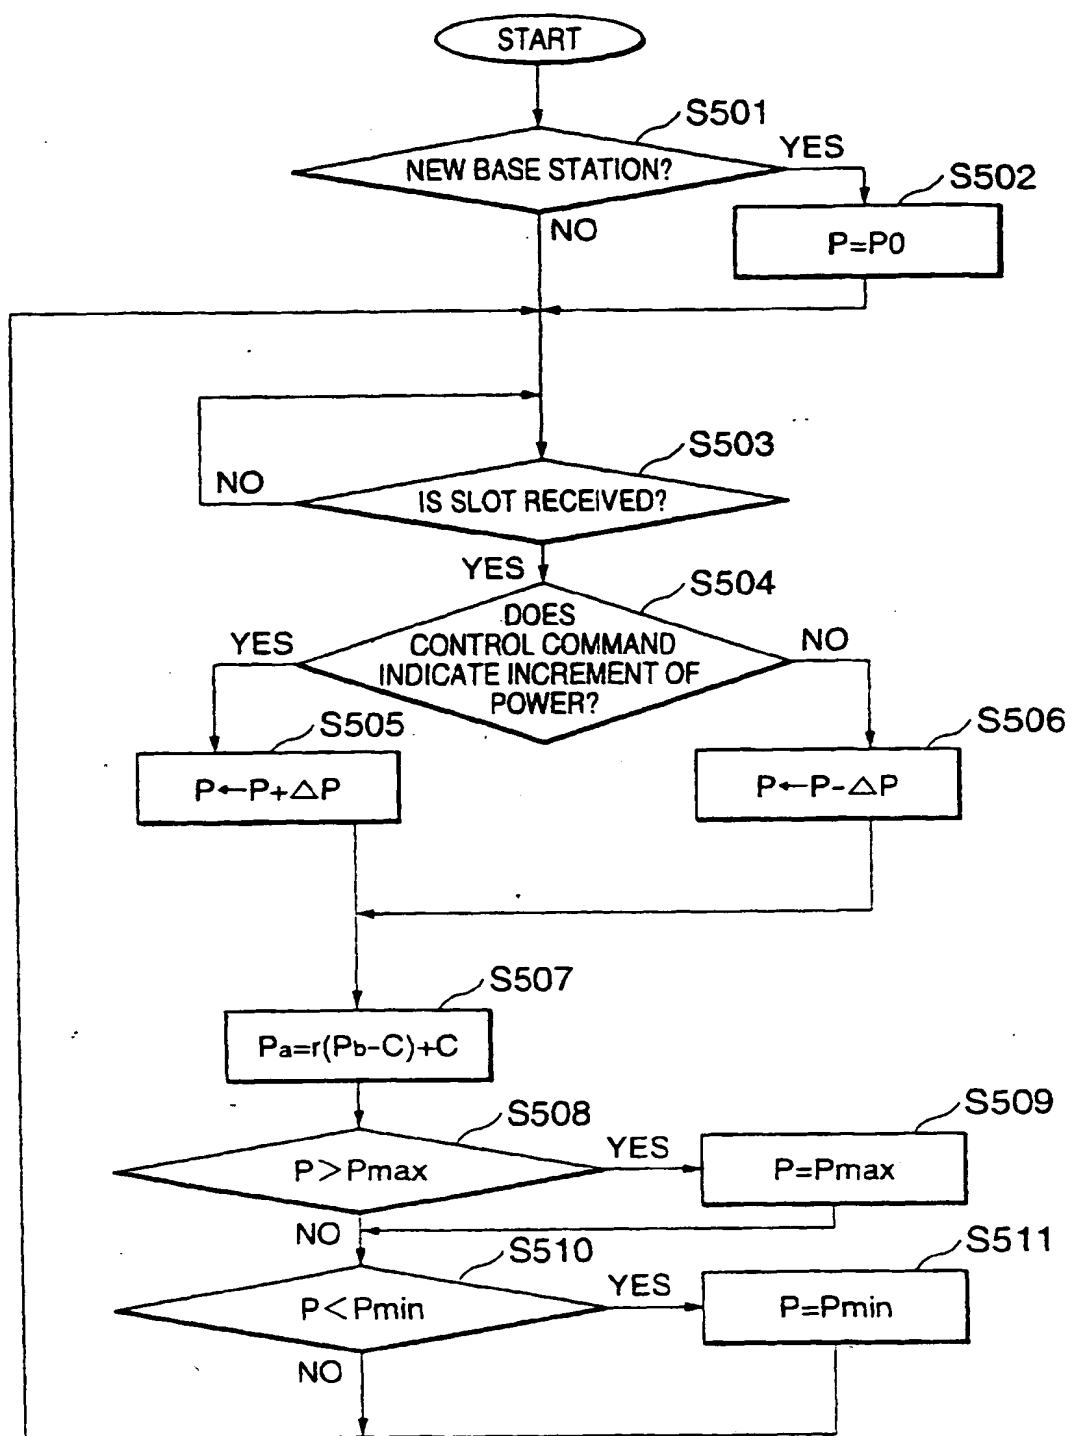 START
S501
NEW BASE STATION?
YES
S502
NO
P=P0
S503
NO
IS SLOT RECEIVED?
YES
S504
DOES
CONTROL COMMAND
INDICATE INCREMENT OF
POWER?
YES
NO
S505
S506
P←P+△P
P←P-△P
S507
Pa=r(Pb-C)+C
S508
S509
P>Pmax
YES
P=Pmax
NO
S510
S511
P<Pmin
YES
P=Pmin
NO